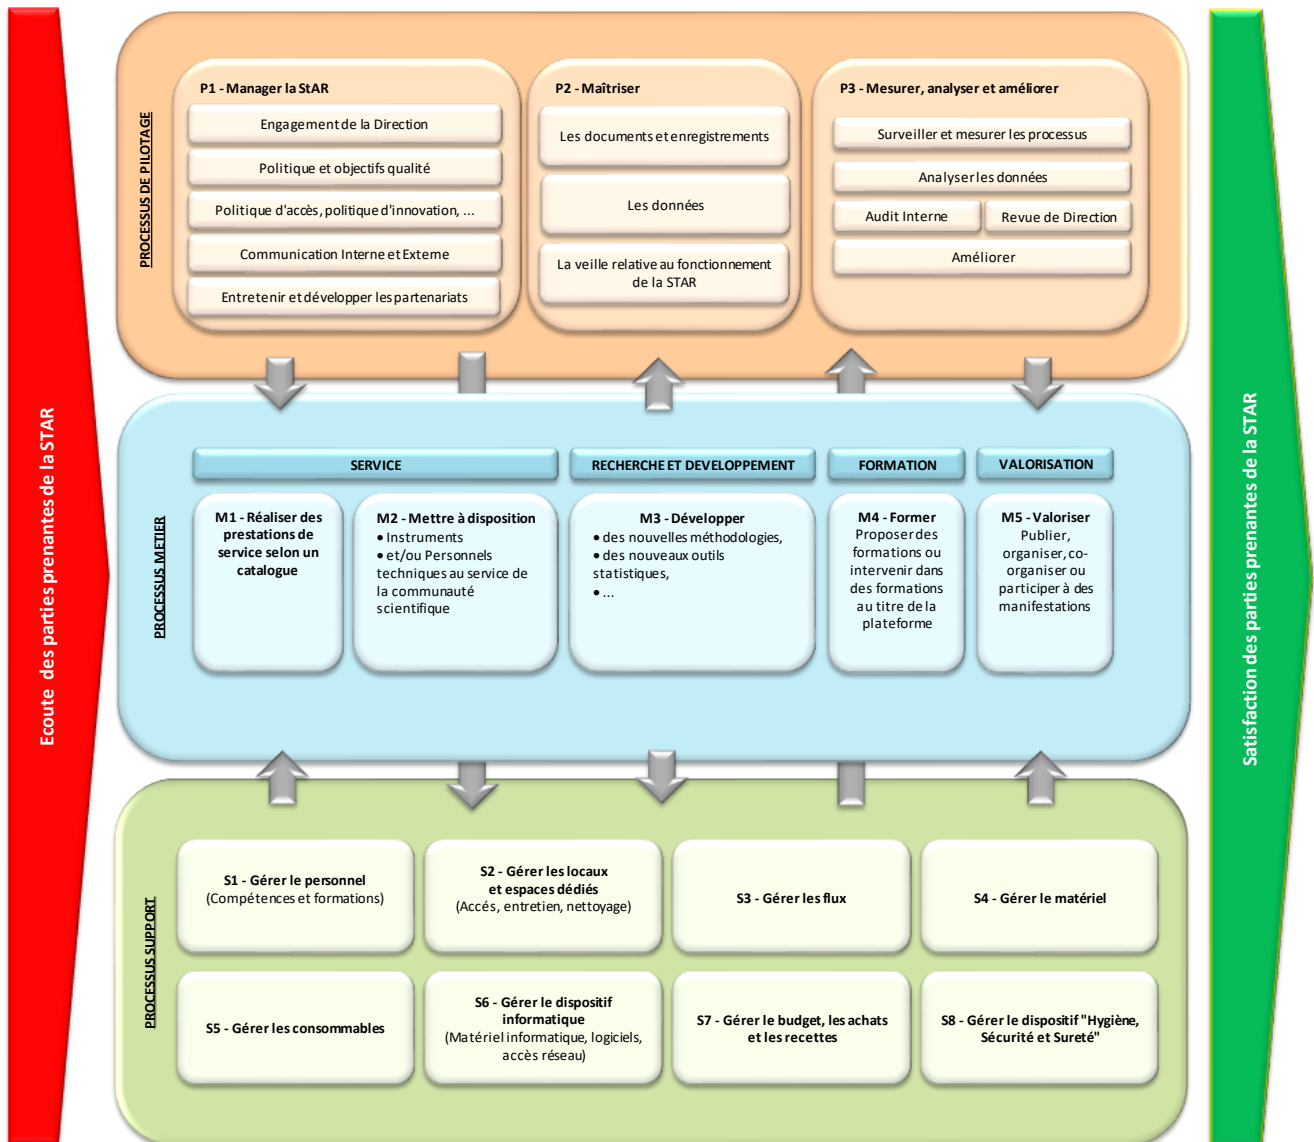 Ecoute des parties prenantes de la STAR
PROCESSUS DE PILOTAGE
P1 - Manager la StAR
Engagement de la Direction
Politique et objectifs qualité
Politique d'accès, politique d'innovation, ...
Communication Interne et Externe
Entretenir et développer les partenariats
P2 - Maîtriser
Les documents et enregistrements
Les données
La veille relative au fonctionnement
de la STAR
P3 - Mesurer, analyser et améliorer
Surveiller et mesurer les processus
Analyser les données
Audit Interne
Revue de Direction
Améliorer
PROCESSUS METIER
SERVICE
RECHERCHE ET DEVELOPPEMENT
FORMATION
VALORISATION
M1 - Réaliser des
prestations de
service selon un
catalogue
M2 - Mettre à disposition
• Instruments
• et/ou Personnels
techniques au service de
la communauté
scientifique
M3 - Développer
• des nouvelles méthodologies,
• des nouveaux outils
statistiques,
• ...
M4 - Former
Proposer des
formations ou
intervenir dans
des formations
au titre de la
plateforme
M5 - Valoriser
Publier,
organiser, co-
organiser ou
participer à des
manifestations
PROCESSUS SUPPORT
S1 - Gérer le personnel
(Compétences et formations)
S2 - Gérer les locaux
et espaces dédiés
(Accés, entretien, nettoyage)
S3 - Gérer les flux
S4 - Gérer le matériel
S5 - Gérer les consommables
S6 - Gérer le dispositif
informatique
(Matériel informatique, logiciels,
accès réseau)
S7 - Gérer le budget, les achats
et les recettes
S8 - Gérer le dispositif "Hygiène,
Sécurité et Sureté"
Satisfaction des parties prenantes de la STAR